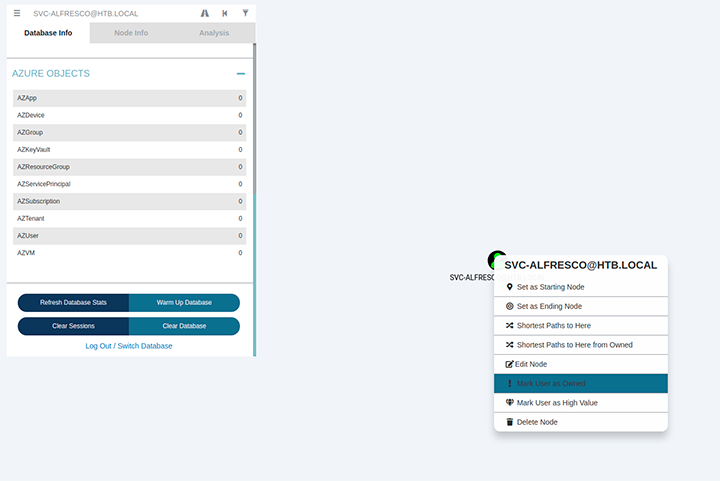 SVC-ALFRESCO@HTB.LOCAL
Database Info Node Info Analysis
AZURE OBJECTS
AZApp 0
AZDevice 0
AZGroup 0
AZKeyVault 0
AZResourceGroup 0
AZServicePrincipal 0
AZSubscription 0
AZTenant 0
AZUser 0
AZVM 0
Refresh Database Stats Warm Up Database
Clear Sessions Clear Database
Log Out / Switch Database
SVC-ALFRESC
SVC-ALFRESCO@HTB.LOCAL
Set as Starting Node
Set as Ending Node
Shortest Paths to Here
Shortest Paths to Here from Owned
Edit Node
Mark User as Owned
Mark User as High Value
Delete Node